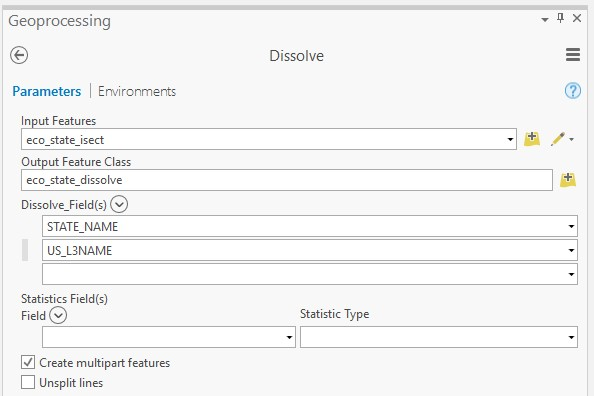 Geoprocessing
Dissolve
Parameters | Environments
Input Features
eco_state_isect
Output Feature Class
eco_state_dissolve
Dissolve_Field(s)
STATE_NAME
US_L3NAME
Statistics Field(s)
Field Statistic Type
Create multipart features
Unsplit lines